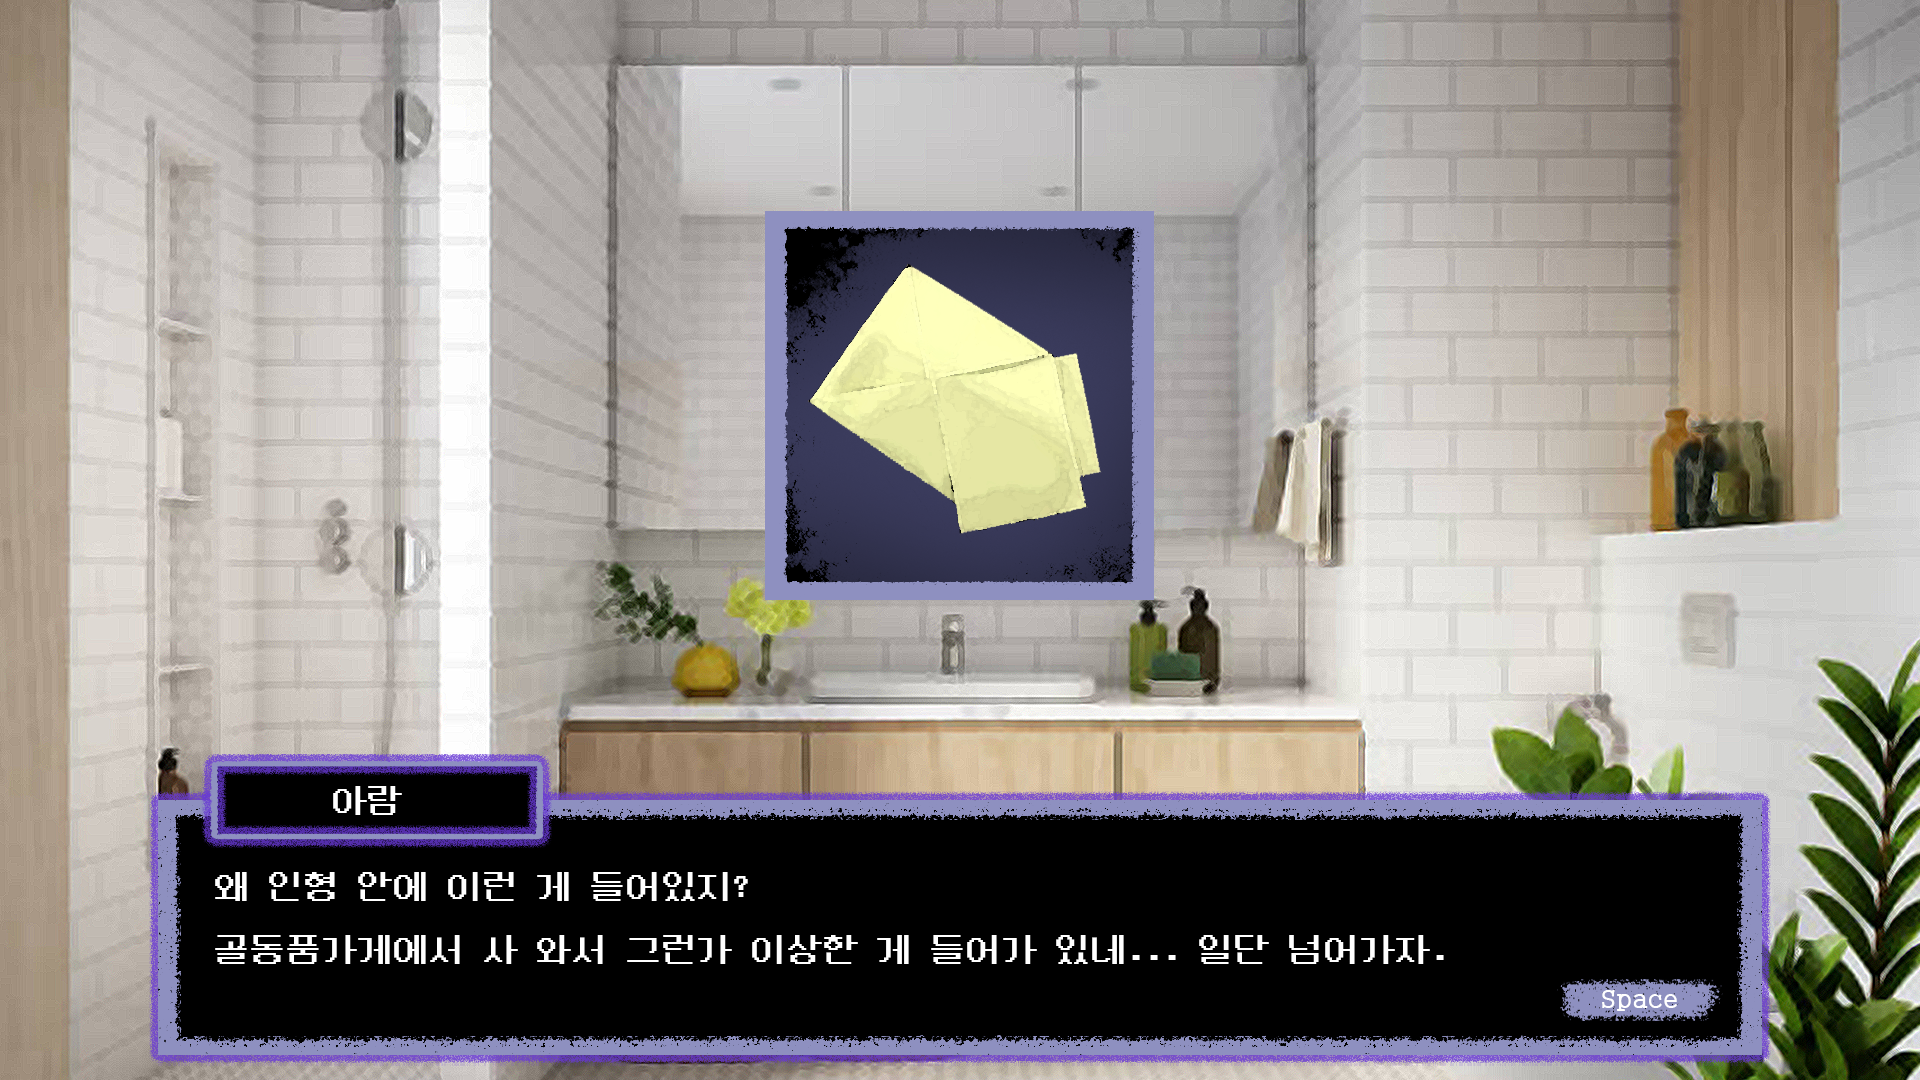 아람
왜 인형 안에 이런 게 들어있지?
골동품가게에서 사 와서 그런가 이상한 게 들어가 있네... 일단 넘어가자.
Space